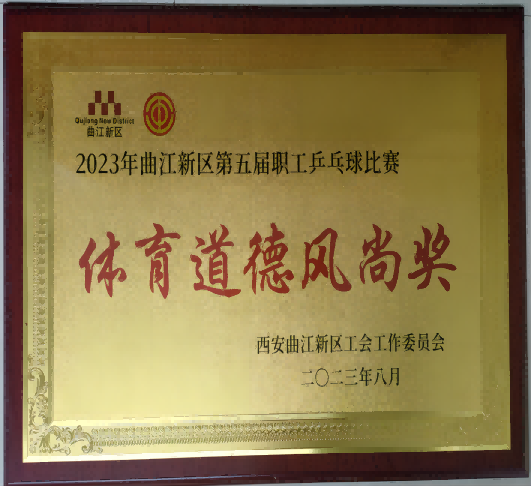 Qujiang New District
曲江新区
2023年曲江新区第五届职工乒乓球比赛
体育道德风尚奖
西安曲江新区工会工作委员会
二〇二三年八月